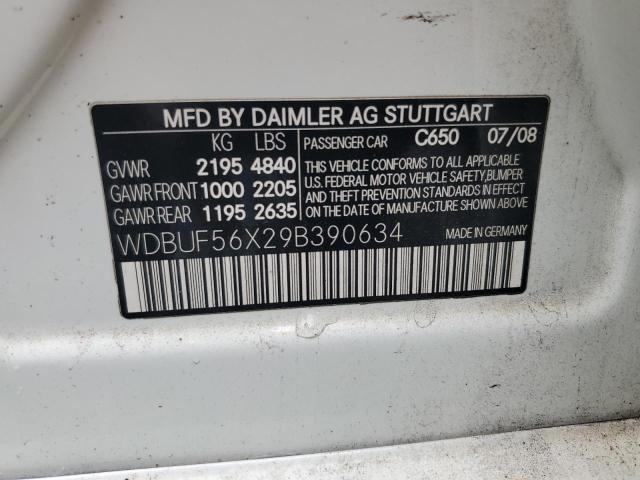 MFD BY DAIMLER AG STUTTGART
KG LBS
GVWR 2195 4840
GAWR FRONT 1000 2205
GAWR REAR 1195 2635
PASSENGER CAR C650 07/08
THIS VEHICLE CONFORMS TO ALL APPLICABLE
U.S. FEDERAL MOTOR VEHICLE SAFETY, BUMPER
AND THEFT PREVENTION STANDARDS IN EFFECT
ON THE DATE OF MANUFACTURE SHOWN ABOVE.
WDBUF56X29B390634 MADE IN GERMANY